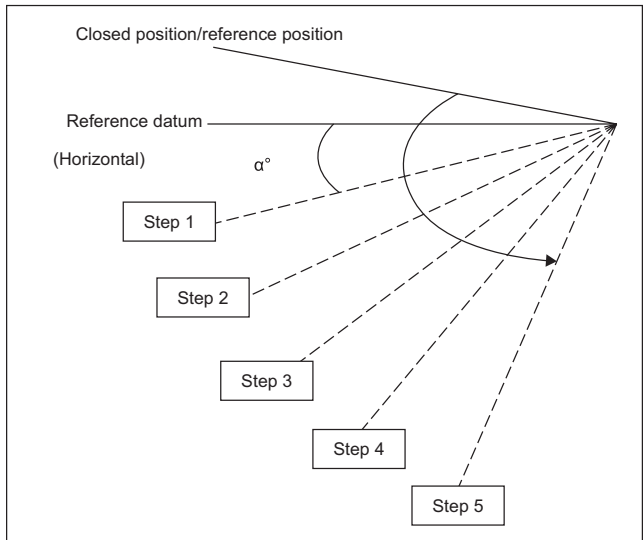 Closed position/reference position
Reference datum
(Horizontal)
α°
Step 1
Step 2
Step 3
Step 4
Step 5